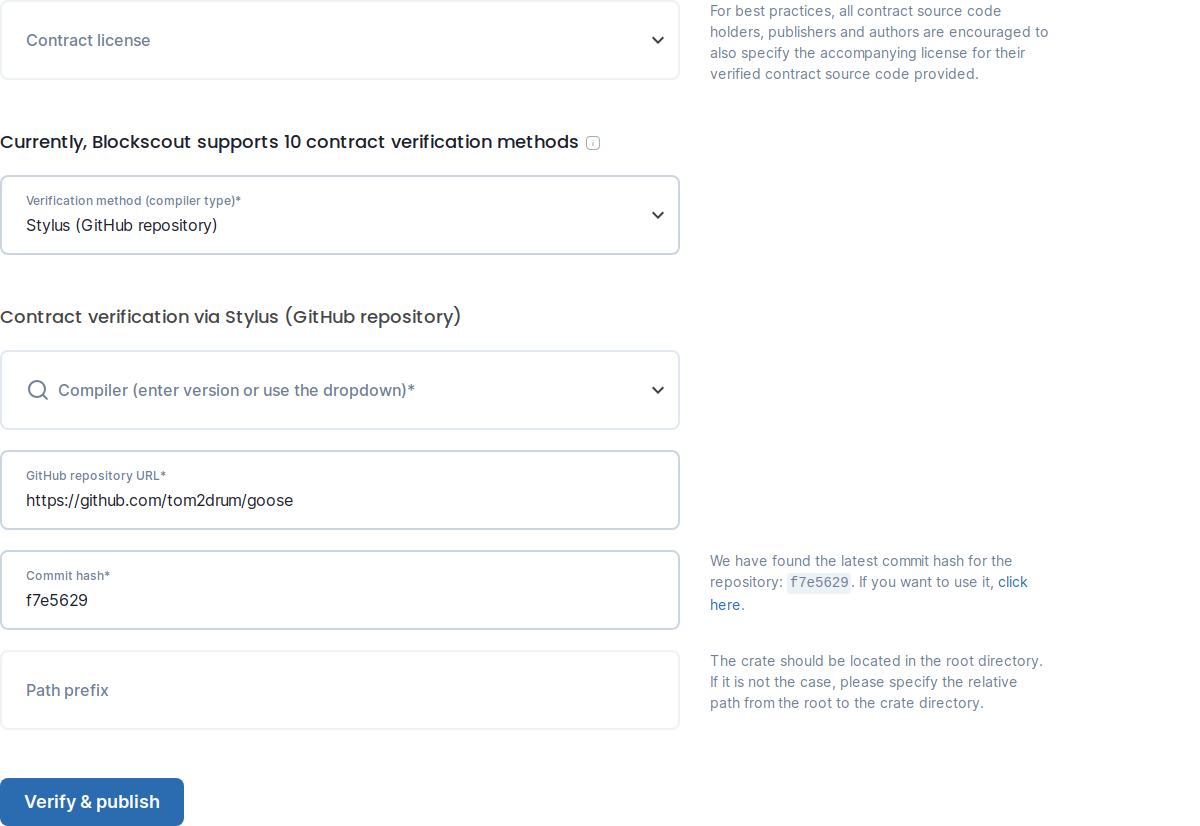 Contract license
For best practices, all contract source code
holders, publishers and authors are encouraged to
also specify the accompanying license for their
verified contract source code provided.
Currently, Blockscout supports 10 contract verification methods
Verification method (compiler type)*
Stylus (GitHub repository)
Contract verification via Stylus (GitHub repository)
Compiler (enter version or use the dropdown)*
GitHub repository URL*
https://github.com/tom2drum/goose
Commit hash*
f7e5629
We have found the latest commit hash for the
repository: f7e5629. If you want to use it, click
here.
Path prefix
The crate should be located in the root directory.
If it is not the case, please specify the relative
path from the root to the crate directory.
Verify & publish